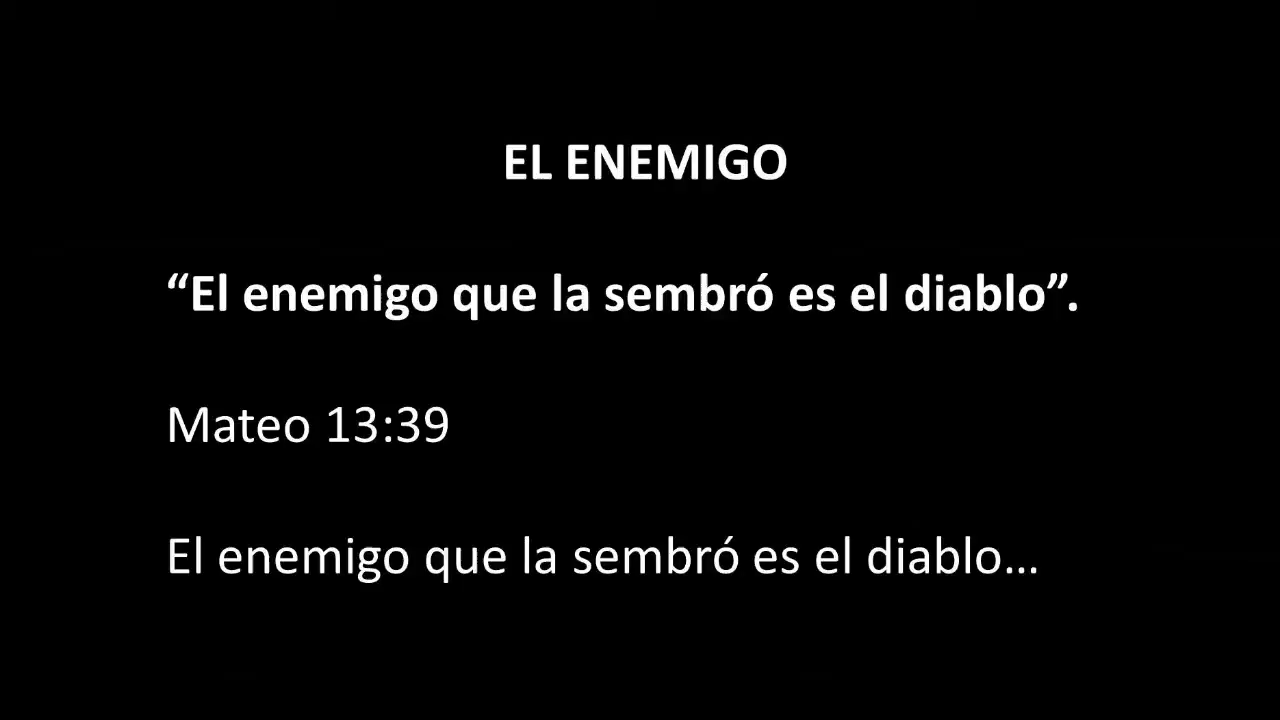 EL ENEMIGO
“El enemigo que la sembró es el diablo”.
Mateo 13:39
El enemigo que la sembró es el diablo...